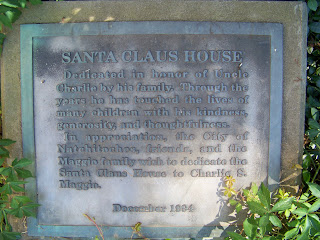 SANTA CLAUS HOUSE
Dedicated in honor of Uncle
Charlie by his family. Through the
years he has touched the lives of
many children with his kindness,
generosity, and thoughtfulness.
In appreciation, the City of
Natchitoches, friends, and the
Maggio family wish to dedicate the
Santa Claus House to Charlie S.
Maggio.
December 1994